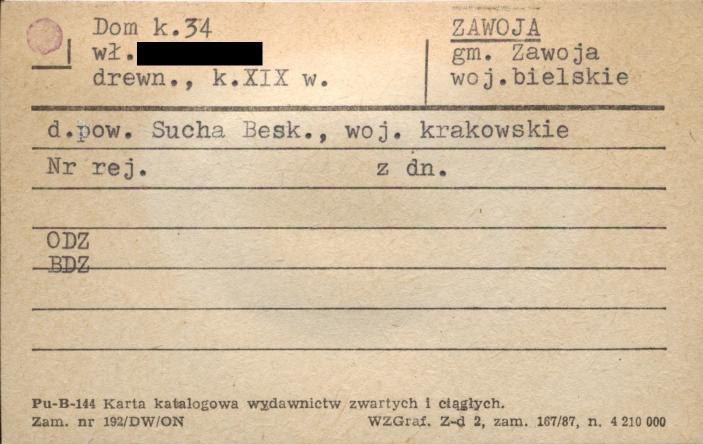 Dom k.34
wł.
drewn., k.XIX w.
ZAWOJA
gm. Zawoja
woj.bielskie
d.pow. Sucha Besk., woj. krakowskie
Nr rej. z dn.
ODZ
BDZ
Pu-B-144 Karta katalogowa wydawnictw zwartych i ciągłych.
Zam. nr 192/DW/ON WZGraf. Z-d 2, zam. 167/87, n. 4 210 000